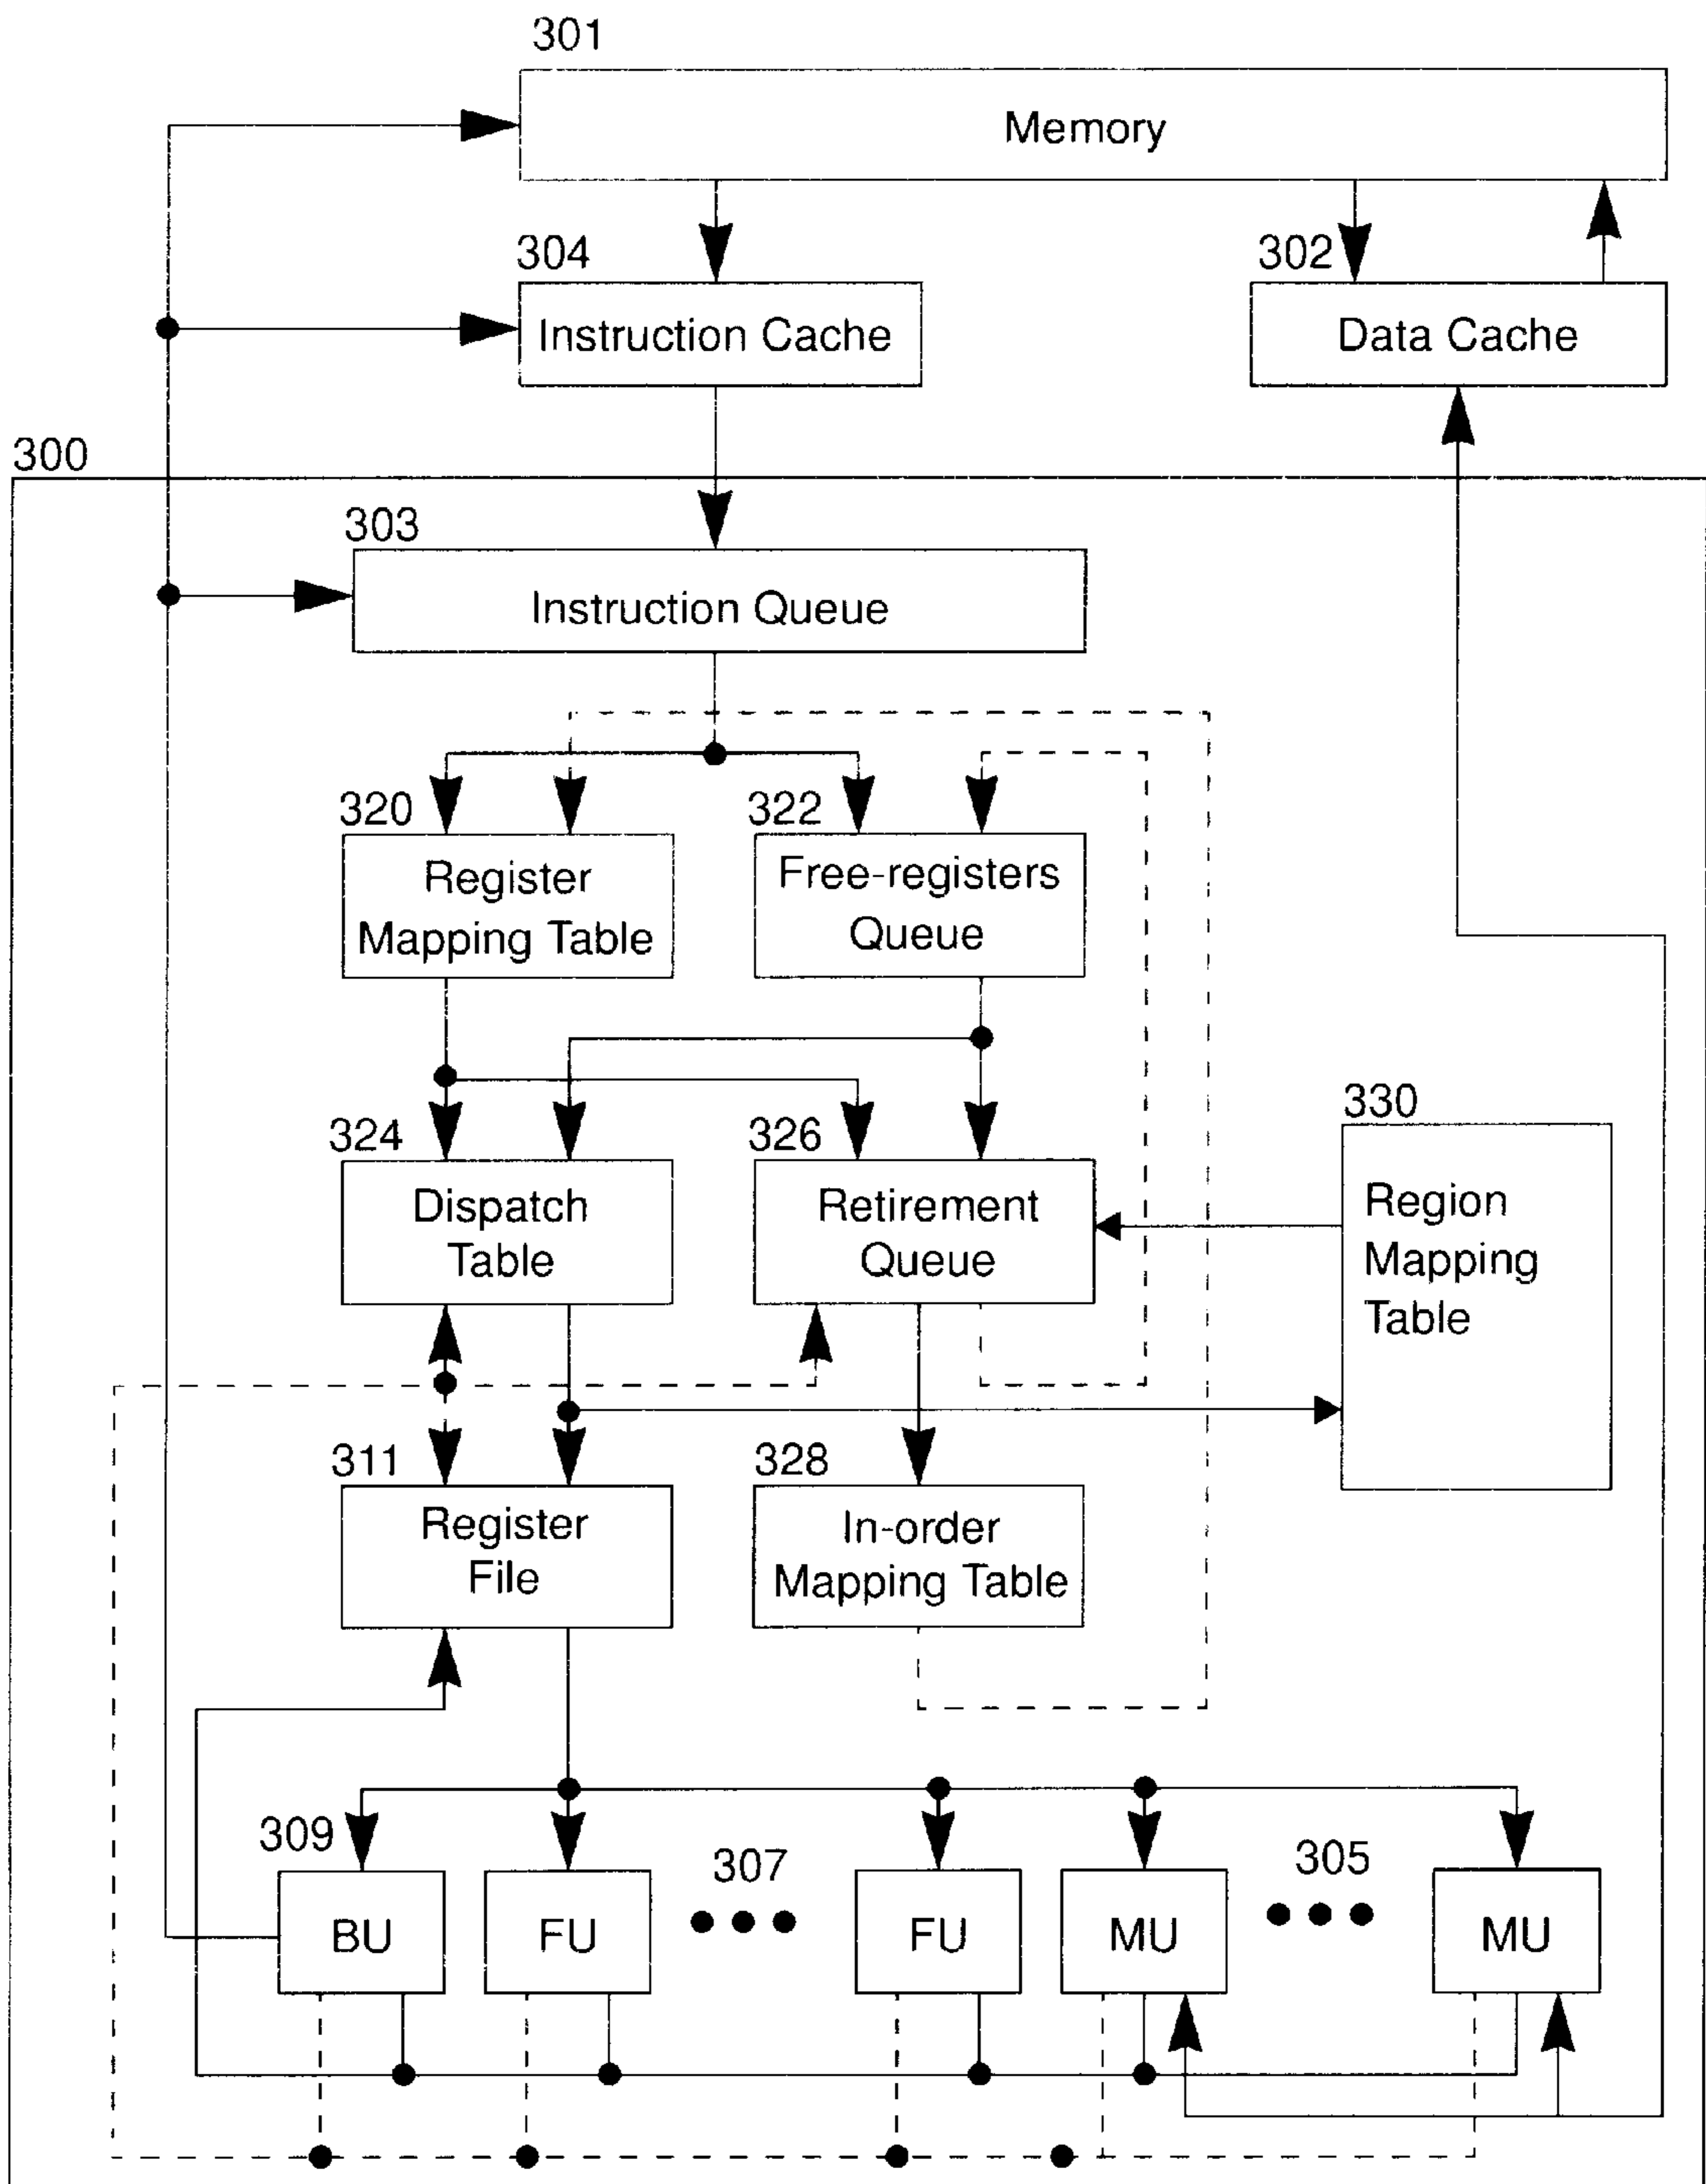 301
Memory
304
302
Instruction Cache
Data Cache
300
303
Instruction Queue
320
322
Register
Mapping Table
Free-registers
Queue
324
326
330
Dispatch
Table
Retirement
Queue
Region
Mapping
Table
311
328
Register
File
In-order
Mapping Table
309
307
305
BU
FU
FU
MU
MU